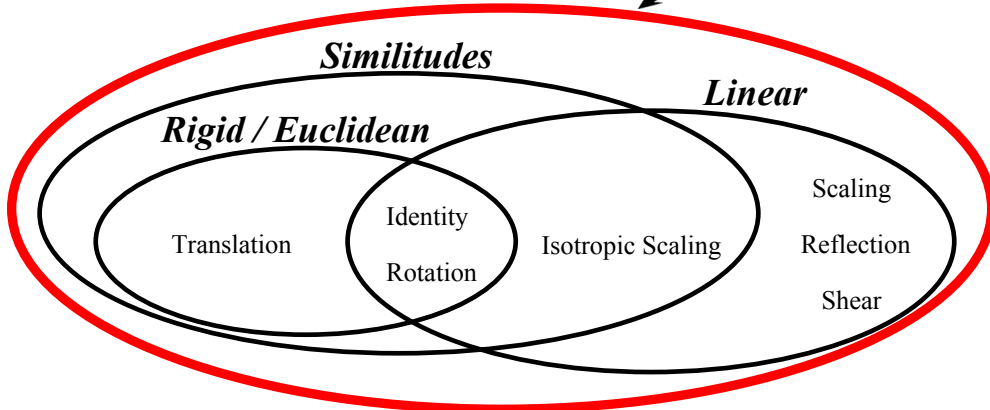 Similitudes
Linear
Rigid / Euclidean
Scaling
Identity
Translation
Isotropic Scaling
Reflection
Rotation
Shear